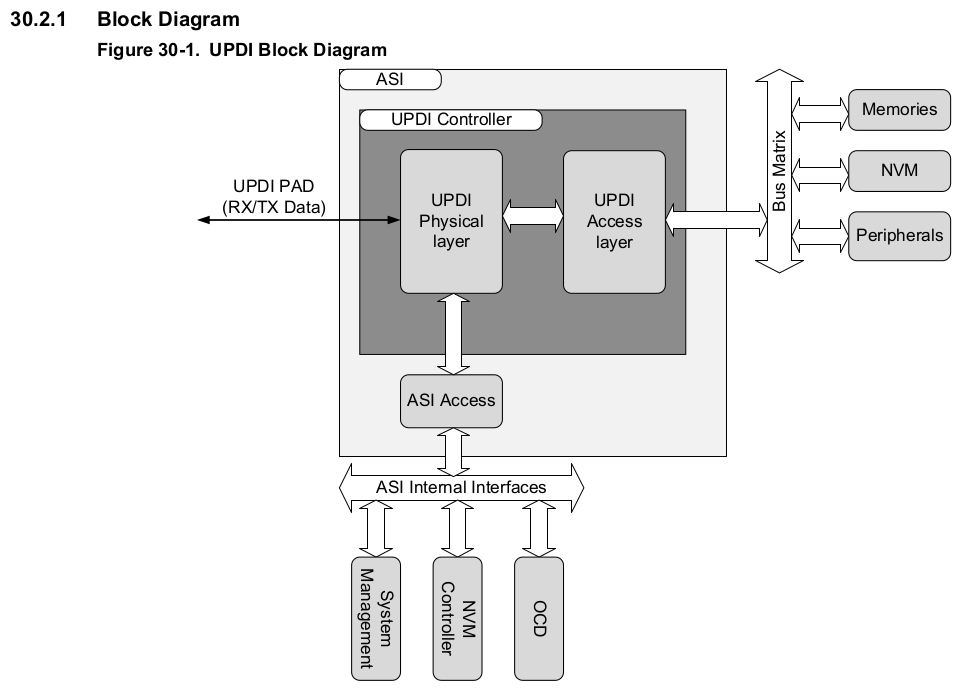 30.2.1 Block Diagram
Figure 30-1. UPDI Block Diagram
ASI
UPDI Controller
UPDI PAD
(RX/TX Data)
UPDI
Physical
layer
UPDI
Access
layer
Bus Matrix
Memories
NVM
Peripherals
ASI Access
ASI Internal Interfaces
System
Management
NVM
Controller
OCD